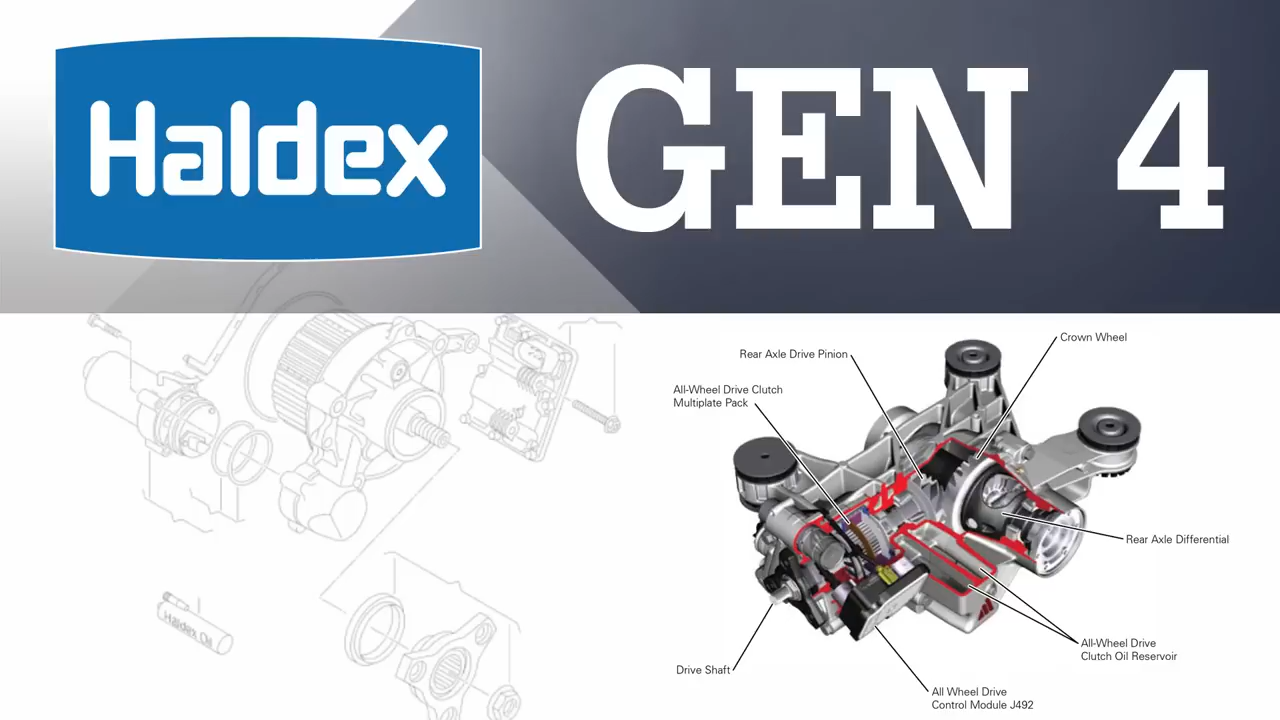 Haldex
GEN 4
Crown Wheel
Rear Axle Drive Pinion
All-Wheel Drive Clutch
Multiplate Pack
Rear Axle Differential
All-Wheel Drive
Clutch Oil Reservoir
Drive Shaft
All Wheel Drive
Control Module J492
Haldex Oil